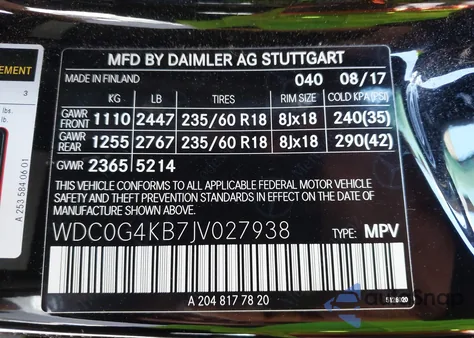 MFD BY DAIMLER AG STUTTGART
MADE IN FINLAND 040 08/17
KG LB TIRES RIM SIZE COLD KPA(PSI)
GAWR FRONT 1110 2447 235/60 R18 8Jx18 240(35)
GAWR REAR 1255 2767 235/60 R18 8Jx18 290(42)
GVWR 2365 5214
THIS VEHICLE CONFORMS TO ALL APPLICABLE FEDERAL MOTOR VEHICLE
SAFETY AND THEFT PREVENTION STANDARDS IN EFFECT ON THE DATE OF
MANUFACTURE SHOWN ABOVE.
WDC0G4KB7JV027938 TYPE: MPV
A 204 817 78 20
EMENT
3
lbs.
lbs.
A 253 584 06 01
autoSnap